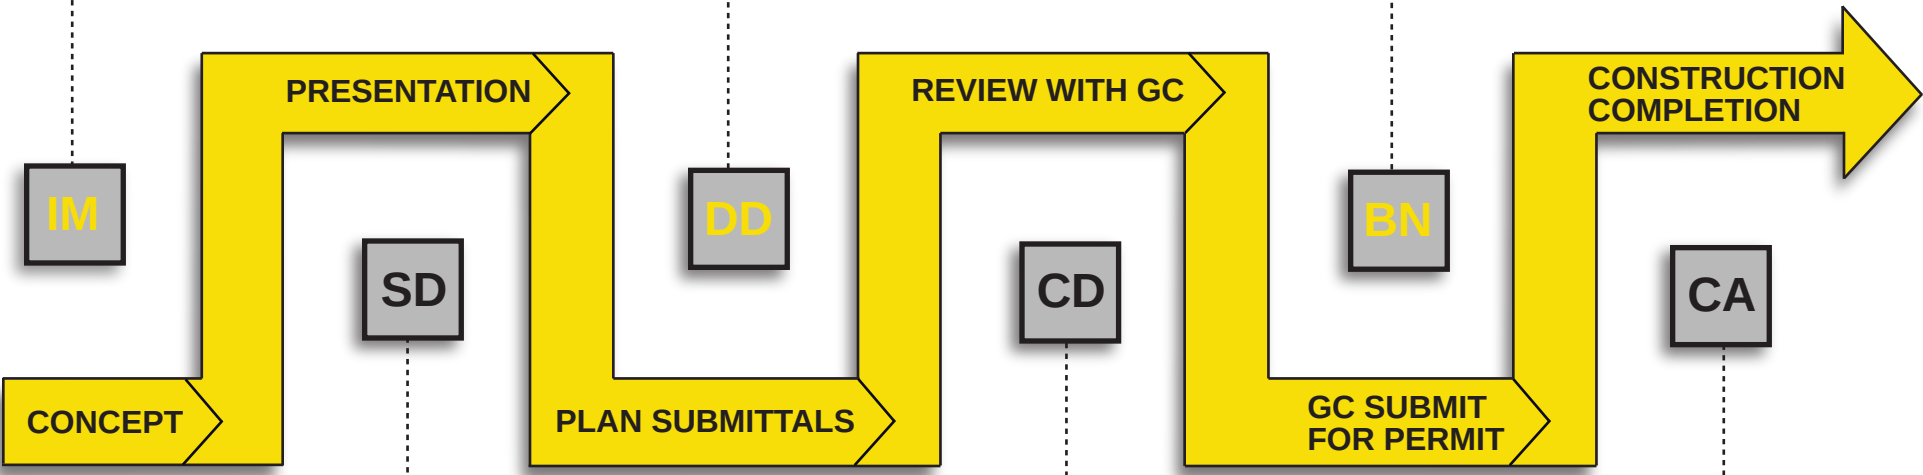 CONCEPT
IM
PRESENTATION
SD
PLAN SUBMITTALS
DD
REVIEW WITH GC
CD
GC SUBMIT
FOR PERMIT
BN
CONSTRUCTION
COMPLETION
CA